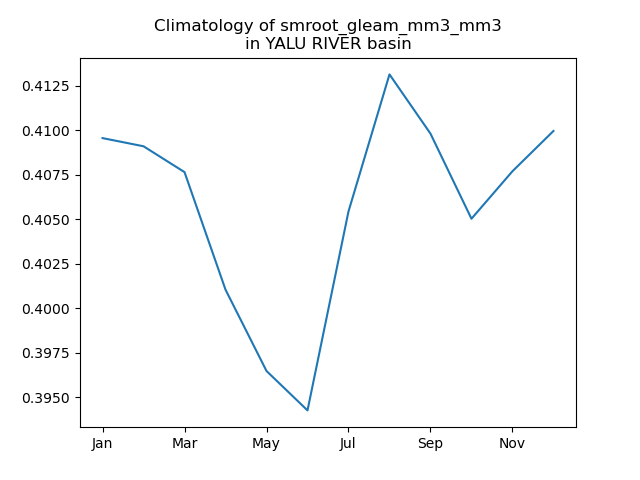 Climatology of smroot_gleam_mm3_mm3
in YALU RIVER basin
0.4125
0.4100
0.4075
0.4050
0.4025
0.4000
0.3975
0.3950
Jan Mar May Jul Sep Nov